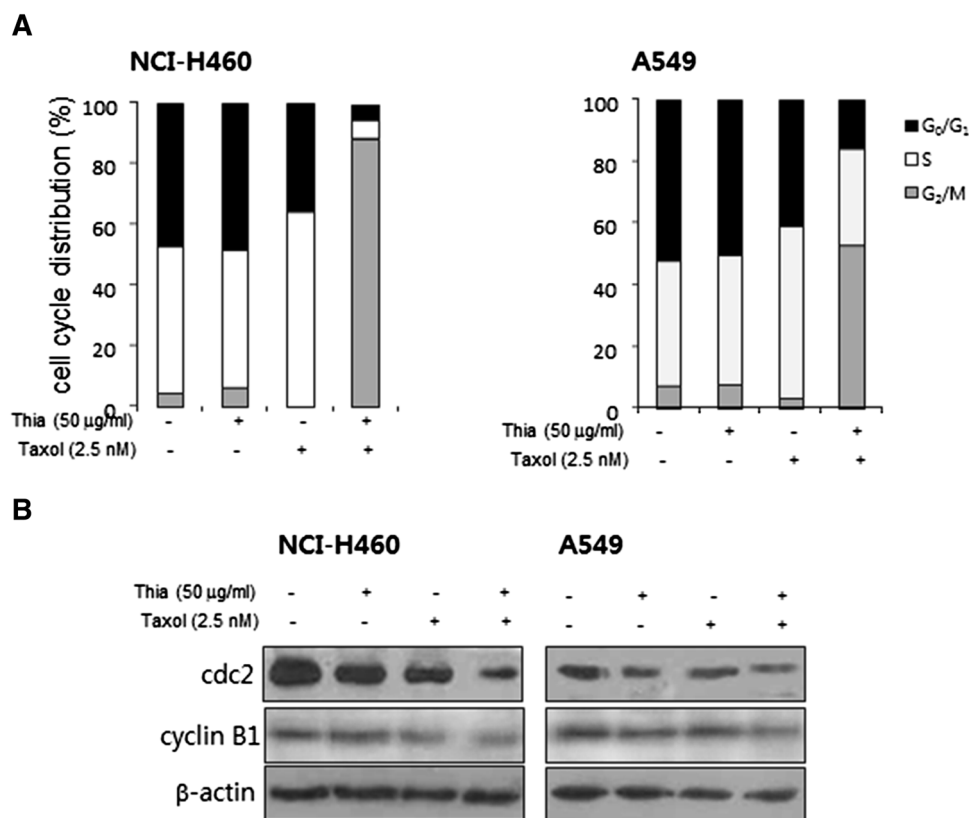 A
NCI-H460
A549
cell cycle distribution (%)
100
80
60
40
20
0
100
80
60
40
20
0
G₀/G₁
S
G₂/M
Thia (50 µg/ml) - + - +
Taxol (2.5 nM) - - + +
Thia (50 µg/ml) - + - +
Taxol (2.5 nM) - - + +
B
NCI-H460
A549
Thia (50 µg/ml) - + - + - + - +
Taxol (2.5 nM) - - + + - - + +
cdc2
cyclin B1
β-actin